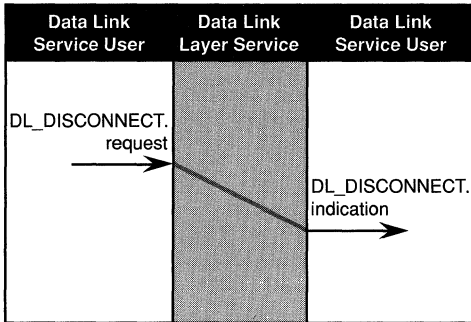 Data Link
Service User
Data Link
Layer Service
Data Link
Service User
DL_DISCONNECT.
request
DL_DISCONNECT.
indication